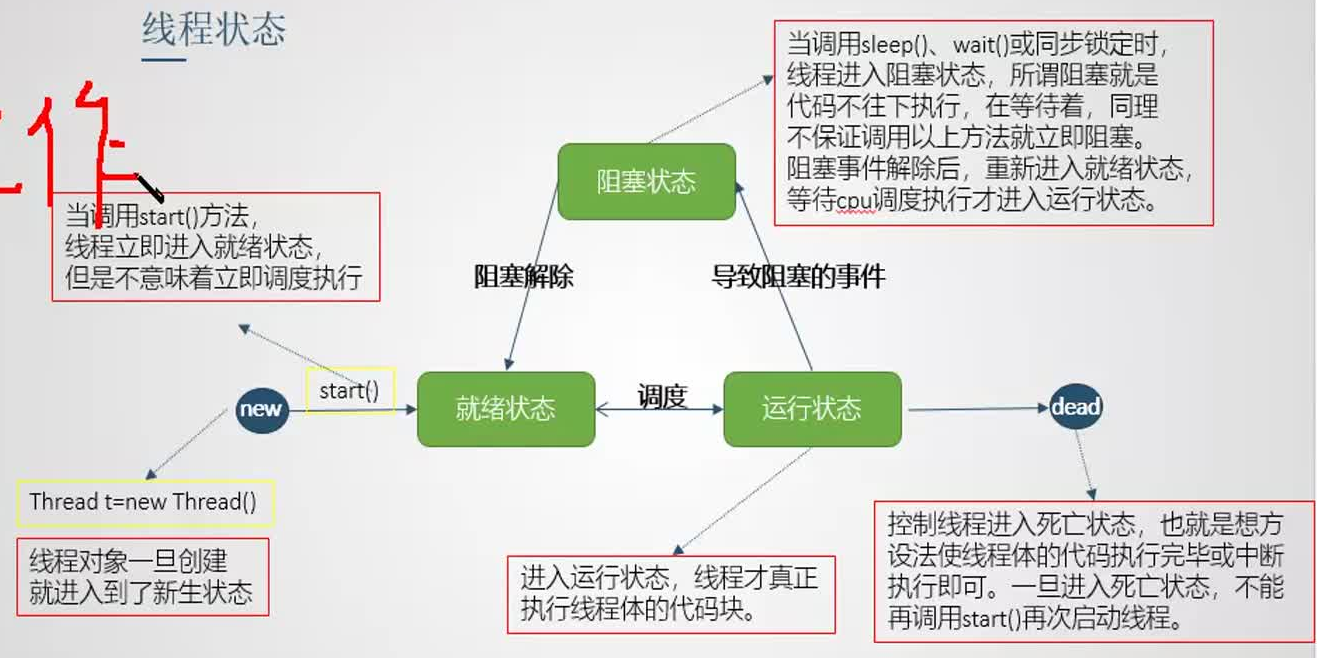 线程状态
作
当调用sleep()、wait()或同步锁定时，
线程进入阻塞状态，所谓阻塞就是
代码不往下执行，在等待着，同理
不保证调用以上方法就立即阻塞。
阻塞事件解除后，重新进入就绪状态，
等待cpu调度执行才进入运行状态。
阻塞状态
当调用start()方法，
线程立即进入就绪状态，
但是不意味着立即调度执行
阻塞解除
导致阻塞的事件
start()
new
就绪状态
调度
运行状态
dead
Thread t=new Thread()
线程对象一旦创建
就进入到了新生状态
进入运行状态，线程才真正
执行线程体的代码块。
控制线程进入死亡状态，也就是想方
设法使线程体的代码执行完毕或中断
执行即可。一旦进入死亡状态，不能
再调用start()再次启动线程。